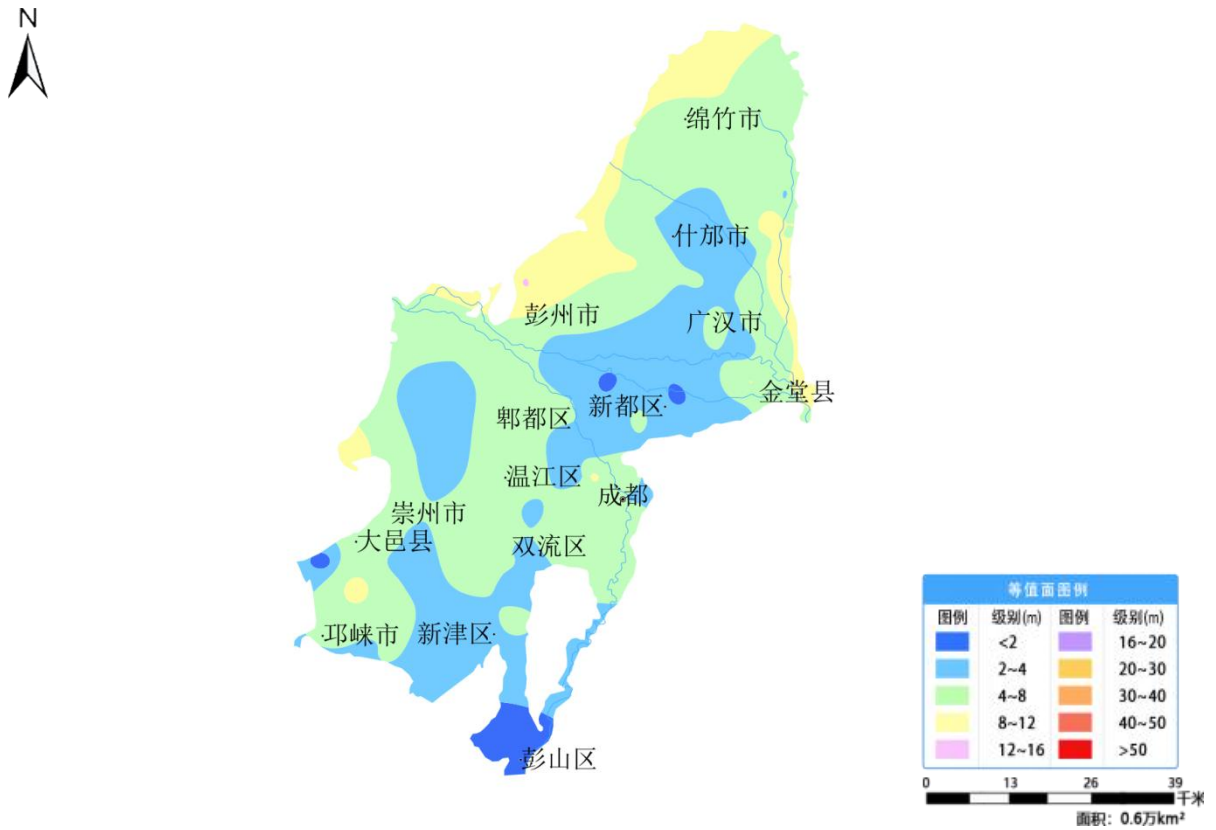 N
绵竹市
什邡市
彭州市
广汉市
金堂县
新都区
郫都区
温江区
成都
崇州市
大邑县
双流区
邛崃市
新津区
彭山区
等值面图例
图例 级别(m) 图例 级别(m)
<2 16~20
2~4 20~30
4~8 30~40
8~12 40~50
12~16 >50
0 13 26 39
千米
面积：0.6万km²